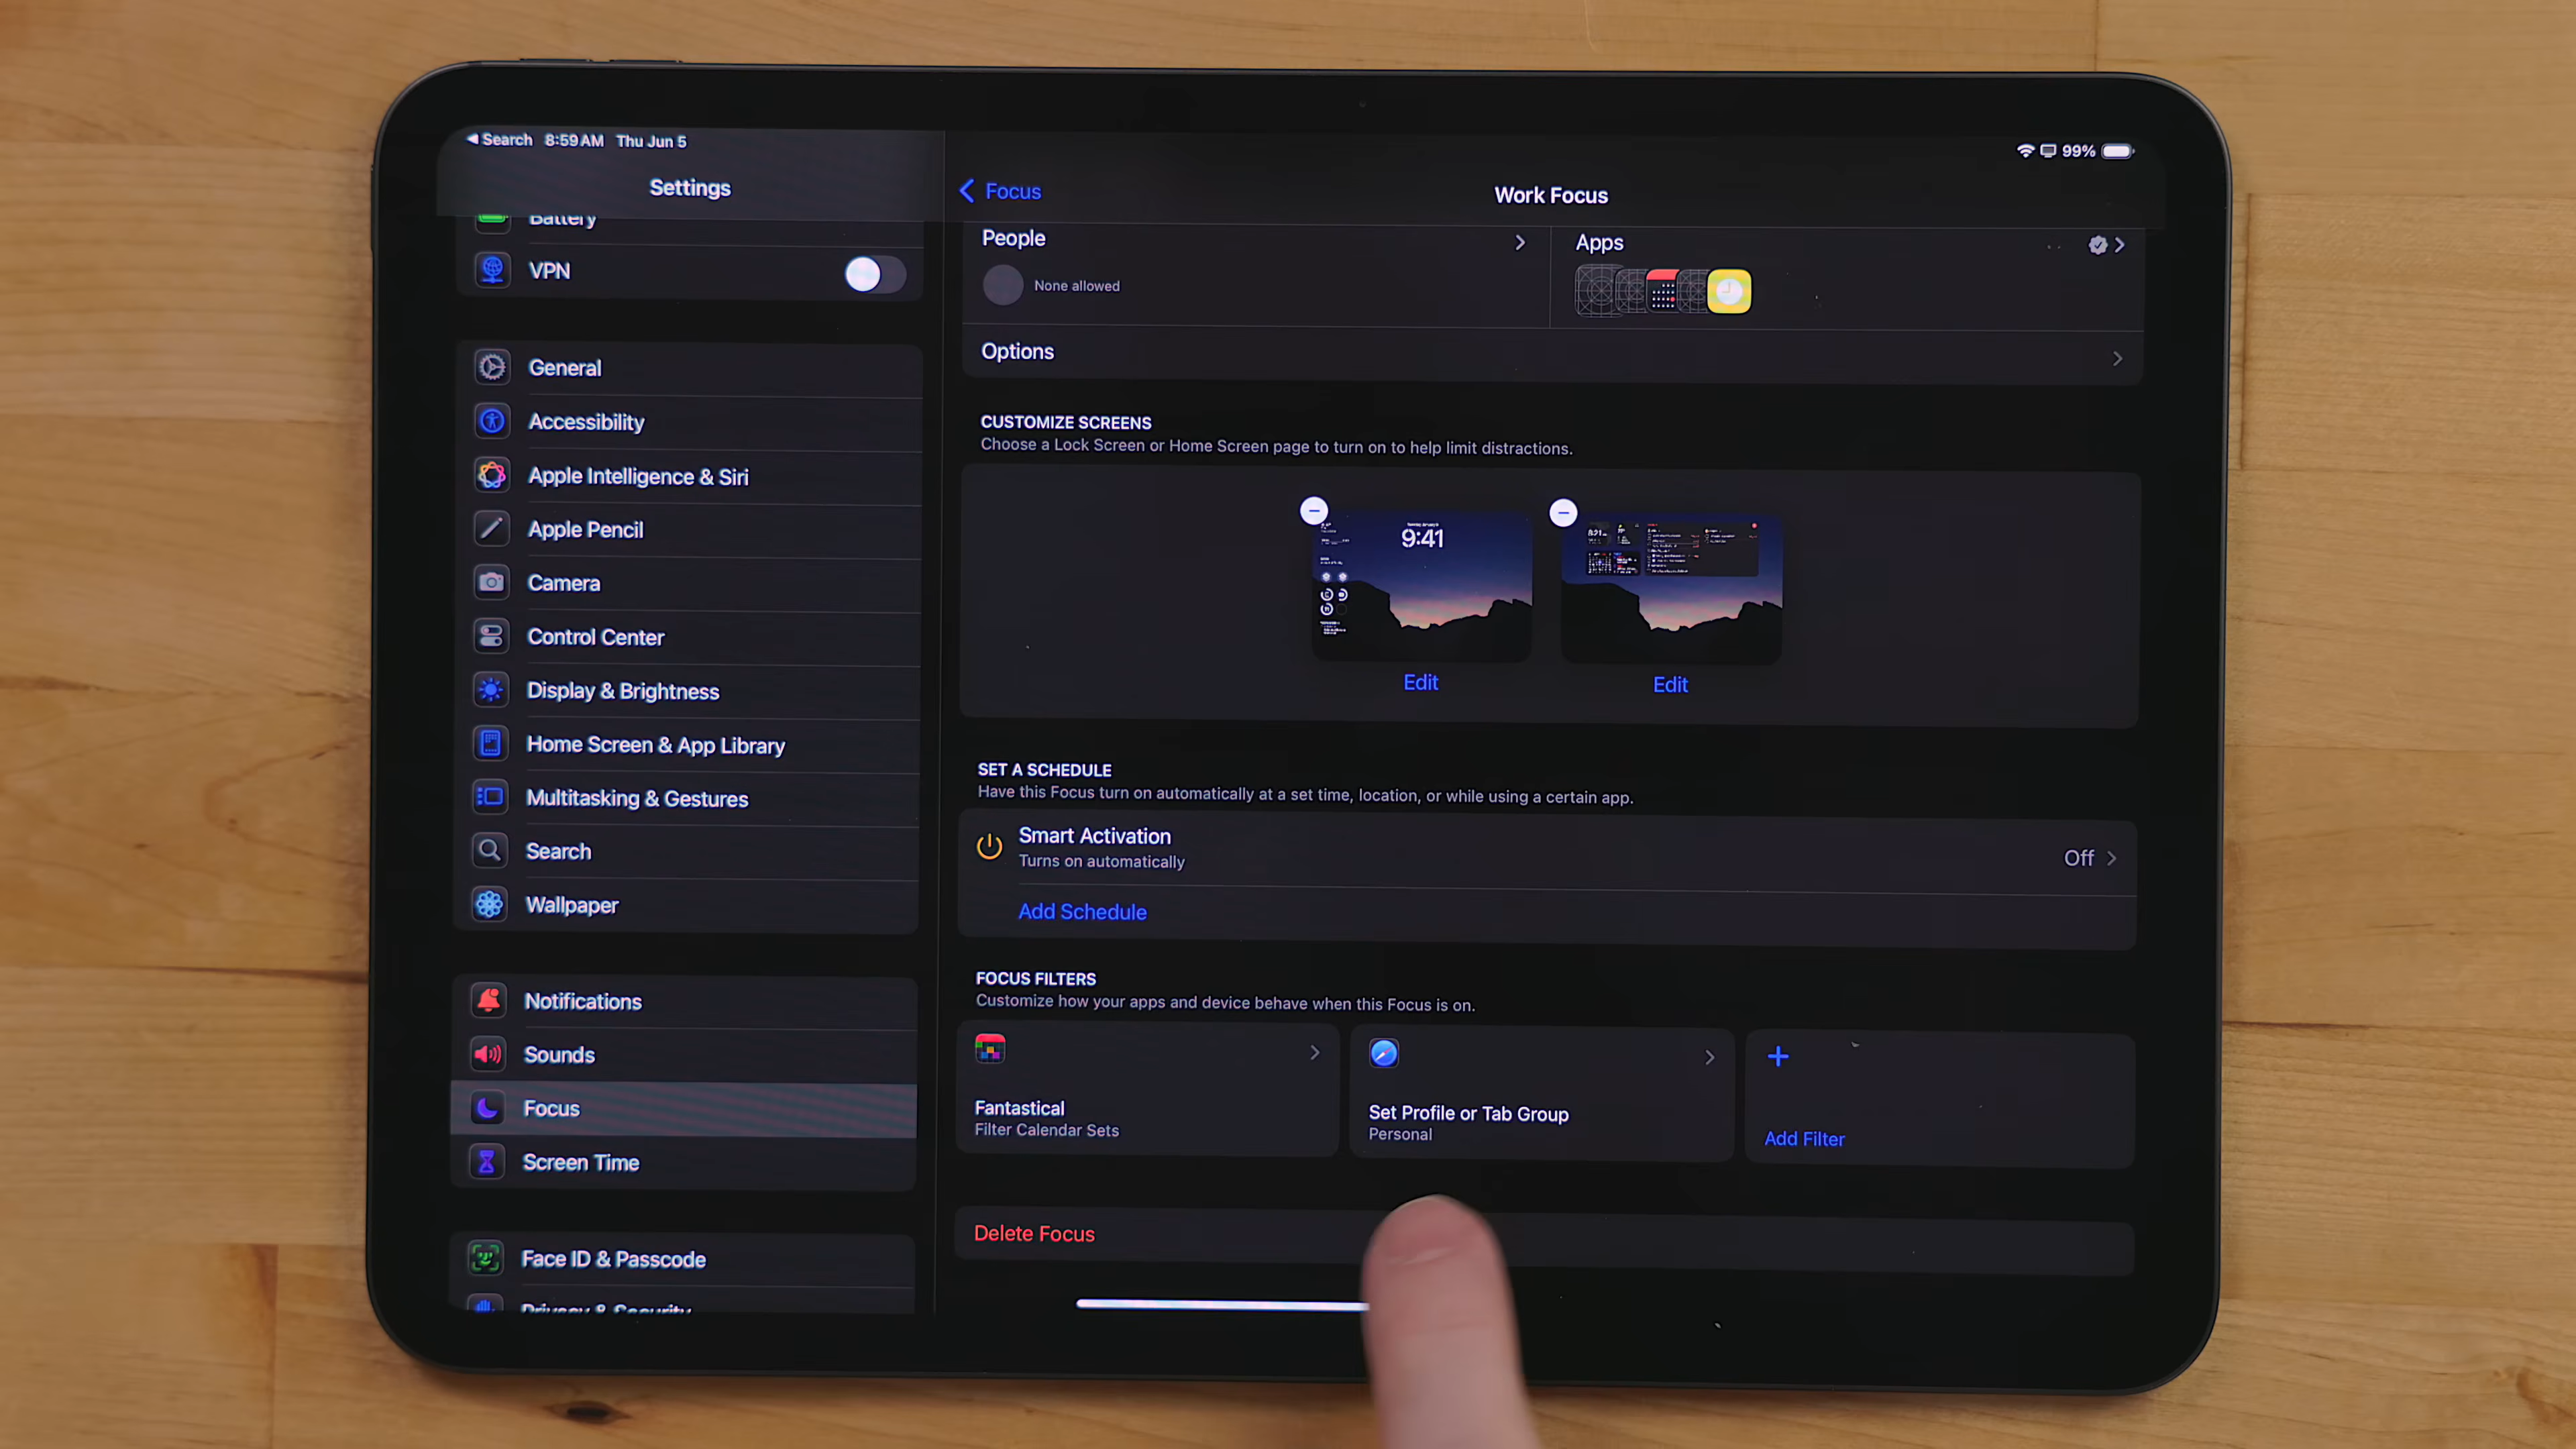 Search 8:59 AM Thu Jun 5
99%
Settings
Battery
VPN
General
Accessibility
Apple Intelligence & Siri
Apple Pencil
Camera
Control Center
Display & Brightness
Home Screen & App Library
Multitasking & Gestures
Search
Wallpaper
Notifications
Sounds
Focus
Screen Time
Face ID & Passcode
Privacy & Security
Focus
Work Focus
People
None allowed
Apps
Options
CUSTOMIZE SCREENS
Choose a Lock Screen or Home Screen page to turn on to help limit distractions.
9:41
Edit
Edit
SET A SCHEDULE
Have this Focus turn on automatically at a set time, location, or while using a certain app.
Smart Activation
Turns on automatically
Off
Add Schedule
FOCUS FILTERS
Customize how your apps and device behave when this Focus is on.
Fantastical
Filter Calendar Sets
Set Profile or Tab Group
Personal
Add Filter
Delete Focus